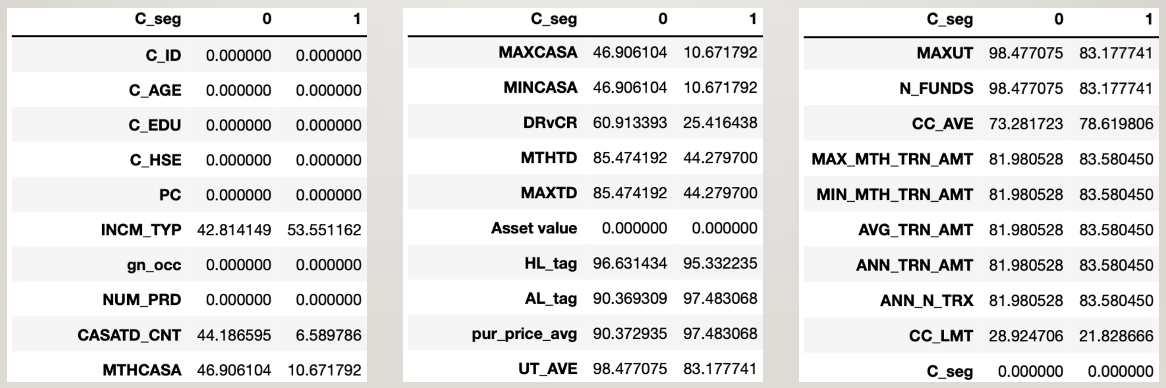 C_seg 0 1
C_ID 0.000000 0.000000
C_AGE 0.000000 0.000000
C_EDU 0.000000 0.000000
C_HSE 0.000000 0.000000
PC 0.000000 0.000000
INCM_TYP 42.814149 53.551162
gn_occ 0.000000 0.000000
NUM_PRD 0.000000 0.000000
CASATD_CNT 44.186595 6.589786
MTHCASA 46.906104 10.671792
C_seg 0 1
MAXCASA 46.906104 10.671792
MINCASA 46.906104 10.671792
DRvCR 60.913393 25.416438
MTHTD 85.474192 44.279700
MAXTD 85.474192 44.279700
Asset value 0.000000 0.000000
HL_tag 96.631434 95.332235
AL_tag 90.369309 97.483068
pur_price_avg 90.372935 97.483068
UT_AVE 98.477075 83.177741
C_seg 0 1
MAXUT 98.477075 83.177741
N_FUNDS 98.477075 83.177741
CC_AVE 73.281723 78.619806
MAX_MTH_TRN_AMT 81.980528 83.580450
MIN_MTH_TRN_AMT 81.980528 83.580450
AVG_TRN_AMT 81.980528 83.580450
ANN_TRN_AMT 81.980528 83.580450
ANN_N_TRX 81.980528 83.580450
CC_LMT 28.924706 21.828666
C_seg 0.000000 0.000000